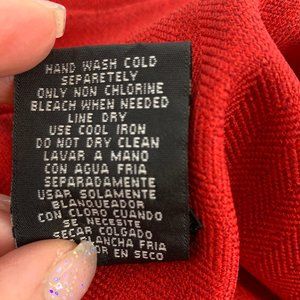 HAND WASH COLD
SEPARETELY
ONLY NON CHLORINE
BLEACH WHEN NEEDED
LINE DRY
USE COOL IRON
DO NOT DRY CLEAN
LAVAR A MANO
CON AGUA FRIA
SEPARADAMENTE
USAR SOLAMENTE
BLANQUEADOR
CON CLORO CUANDO
SE NECESITE
SECAR COLGADO
PLANCHA FRIA
OR EN SECO